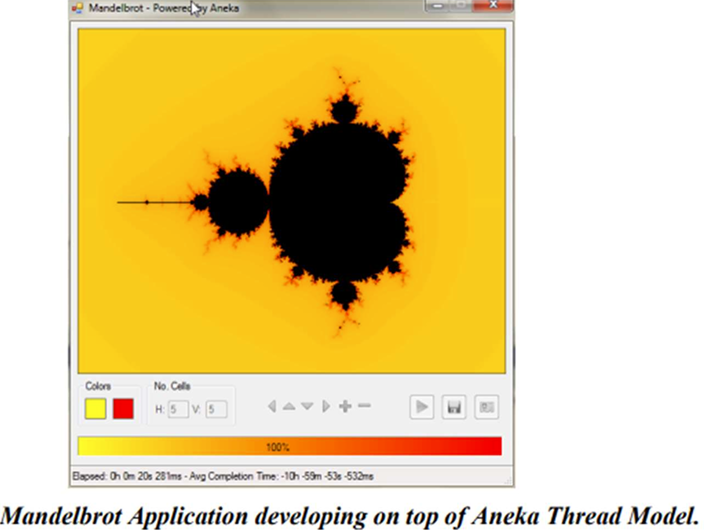 Mandelbrot - Powered by Aneka
Colors
No. Cells
H: 5 V: 5
100%
Elapsed: 0h 0m 20s 281ms - Avg Completion Time: -10h -59m -53s -532ms
Mandelbrot Application developing on top of Aneka Thread Model.